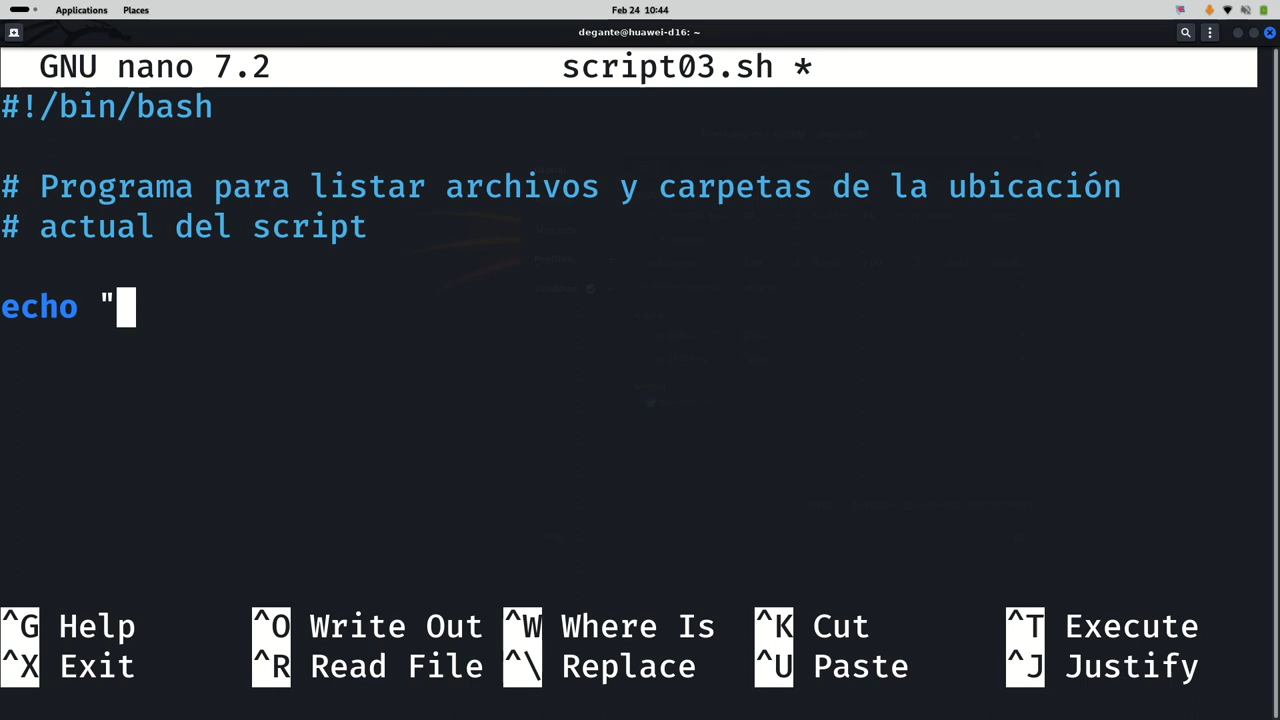 Applications Places Feb 24 10:44
degante@huawei-d16: ~
GNU nano 7.2 script03.sh *
#!/bin/bash
# Programa para listar archivos y carpetas de la ubicación
# actual del script
echo "
^G Help ^O Write Out ^W Where Is ^K Cut ^T Execute
^X Exit ^R Read File ^\ Replace ^U Paste ^J Justify